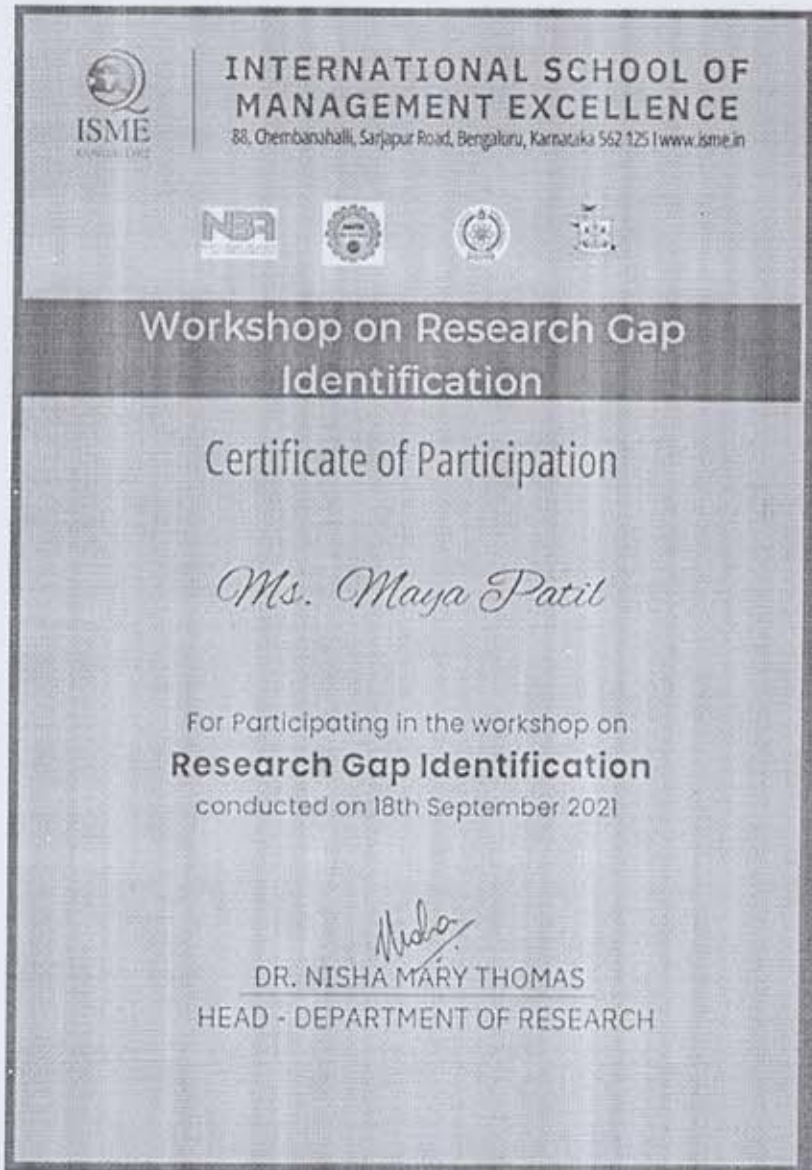 ISME
INTERNATIONAL SCHOOL OF
MANAGEMENT EXCELLENCE
88, Chembanahalli, Sarjapur Road, Bengaluru, Karnataka 562 125 I www.isme.in
NBA
Workshop on Research Gap
Identification
Certificate of Participation
Ms. Maya Patil
For Participating in the workshop on
Research Gap Identification
conducted on 18th September 2021
Nisha
DR. NISHA MARY THOMAS
HEAD - DEPARTMENT OF RESEARCH